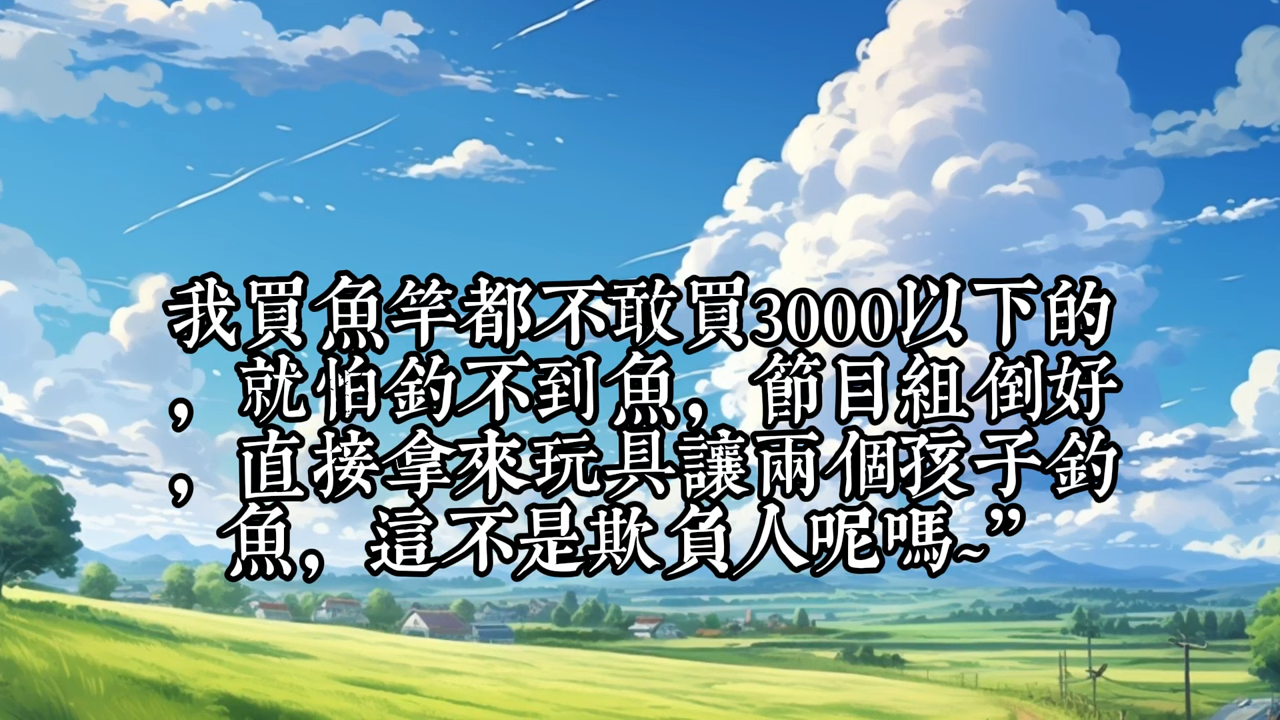 我買魚竿都不敢買3000以下的
，就怕釣不到魚，節目組倒好
，直接拿來玩具讓兩個孩子釣
魚，這不是欺負人呢嗎~”